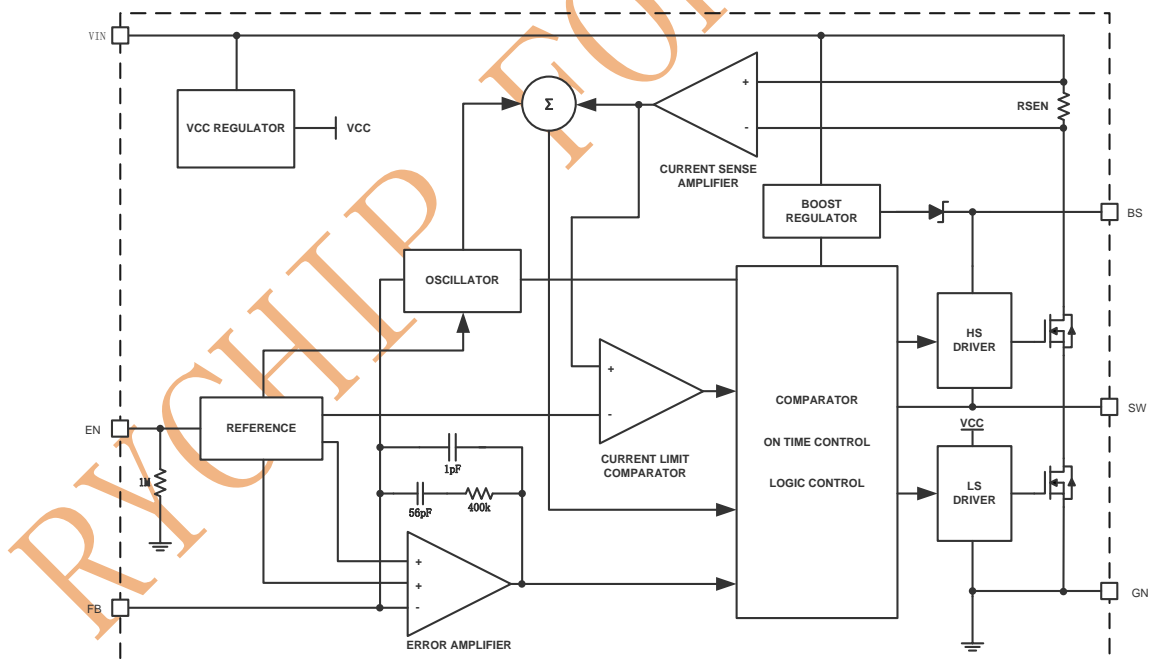 RYCHIP FO
VIN
VCC REGULATOR
VCC
Σ
+
-
CURRENT SENSE
AMPLIFIER
RSEN
BOOST
REGULATOR
BS
OSCILLATOR
HS
DRIVER
EN
REFERENCE
1M
+
-
CURRENT LIMIT
COMPARATOR
COMPARATOR
ON TIME CONTROL
LOGIC CONTROL
SW
VCC
LS
DRIVER
1pF
56pF
400k
+
+
-
FB
ERROR AMPLIFIER
GN